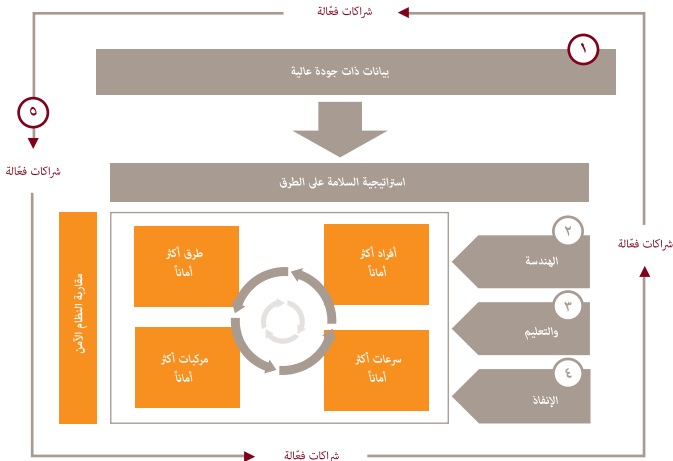 شراكات فعّالة
١
بيانات ذات جودة عالية
٥
شراكات فعّالة
استراتيجية السلامة على الطرق
شراكات فعّالة
٢
الهندسة
أفراد أكثر
أماناً
طرق أكثر
أماناً
مقاربة النظام الآمن
٣
والتعليم
سرعات أكثر
أماناً
مركبات أكثر
أماناً
٤
الإنفاذ
شراكات فعّالة